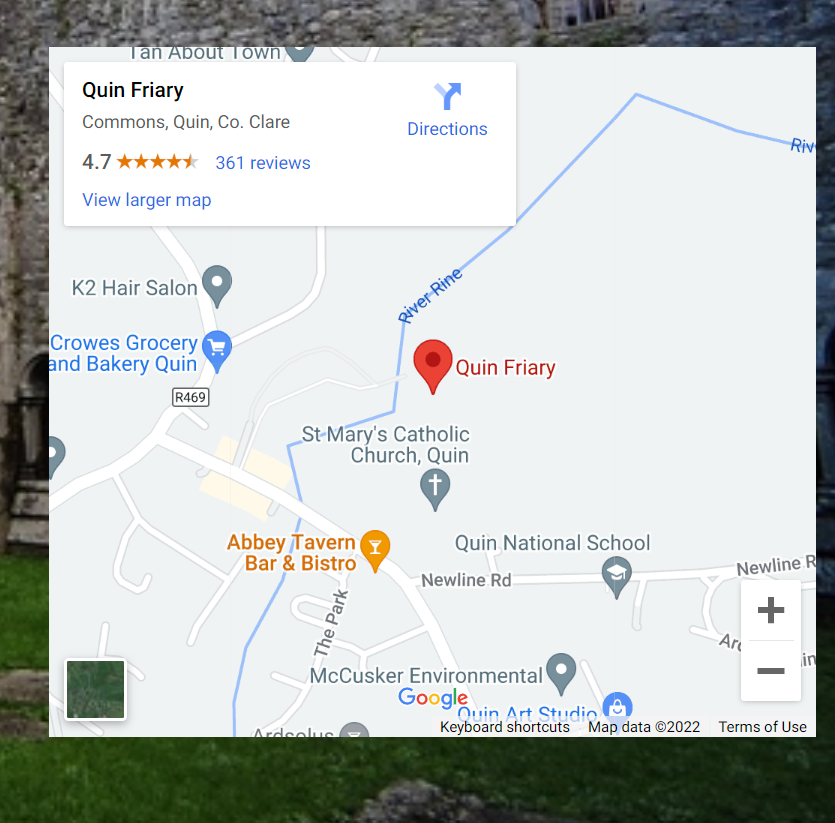 Tan About Town
Quin Friary
Commons, Quin, Co. Clare
4.7
361 reviews
View larger map
Directions
Riv
River Rine
K2 Hair Salon
Crowes Grocery
and Bakery Quin
R469
Quin Friary
St Mary's Catholic
Church, Quin
Abbey Tavern
Bar & Bistro
Quin National School
Newline Rd
Newline R
The Park
McCusker Environmental
Google
Quin Art Studio
Ardsolus
Keyboard shortcuts
Map data ©2022
Terms of Use